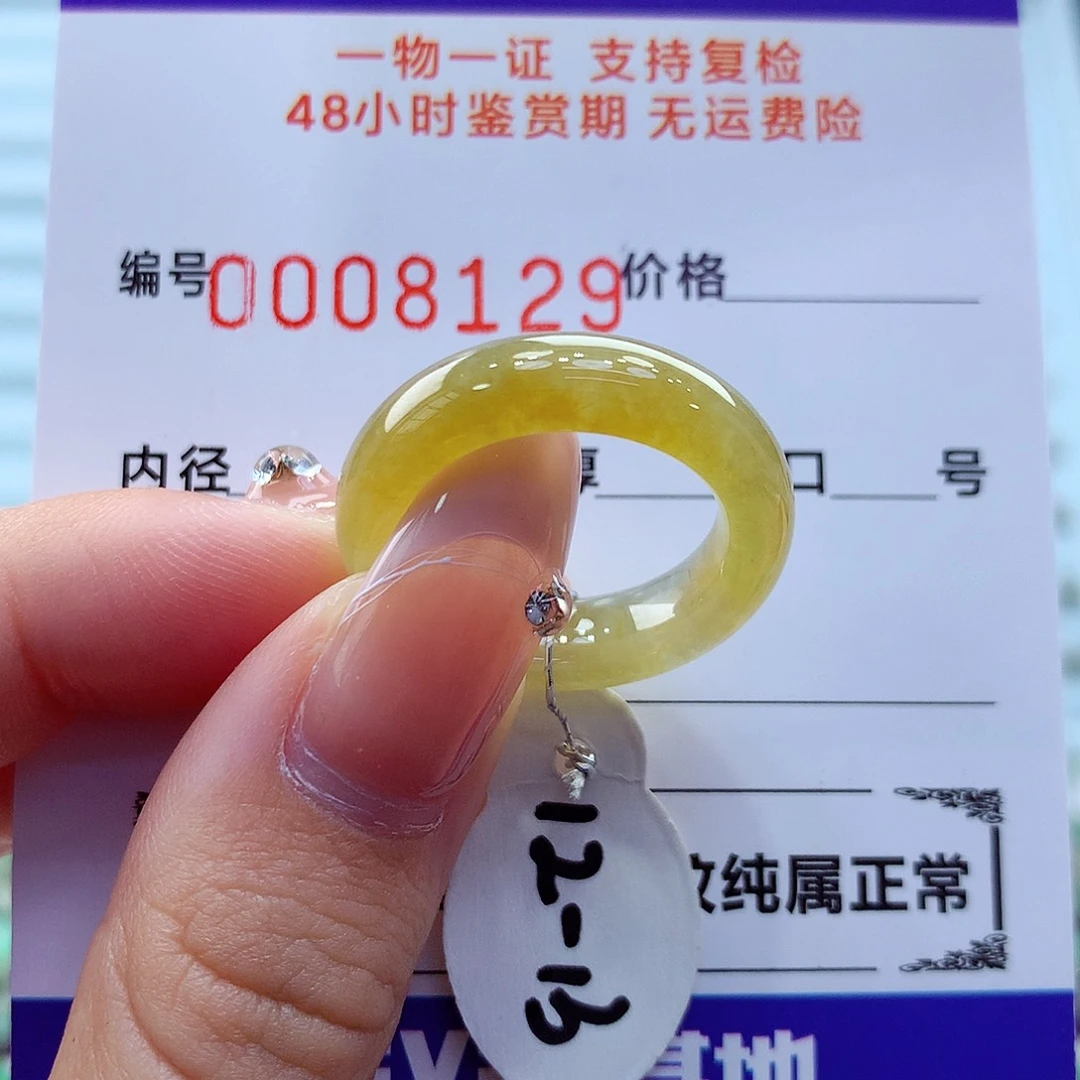 一物一证 支持复检
48小时鉴赏期 无运费险
编号0008129价格
内径 厚 口 号
纯属正常
12-13
基地